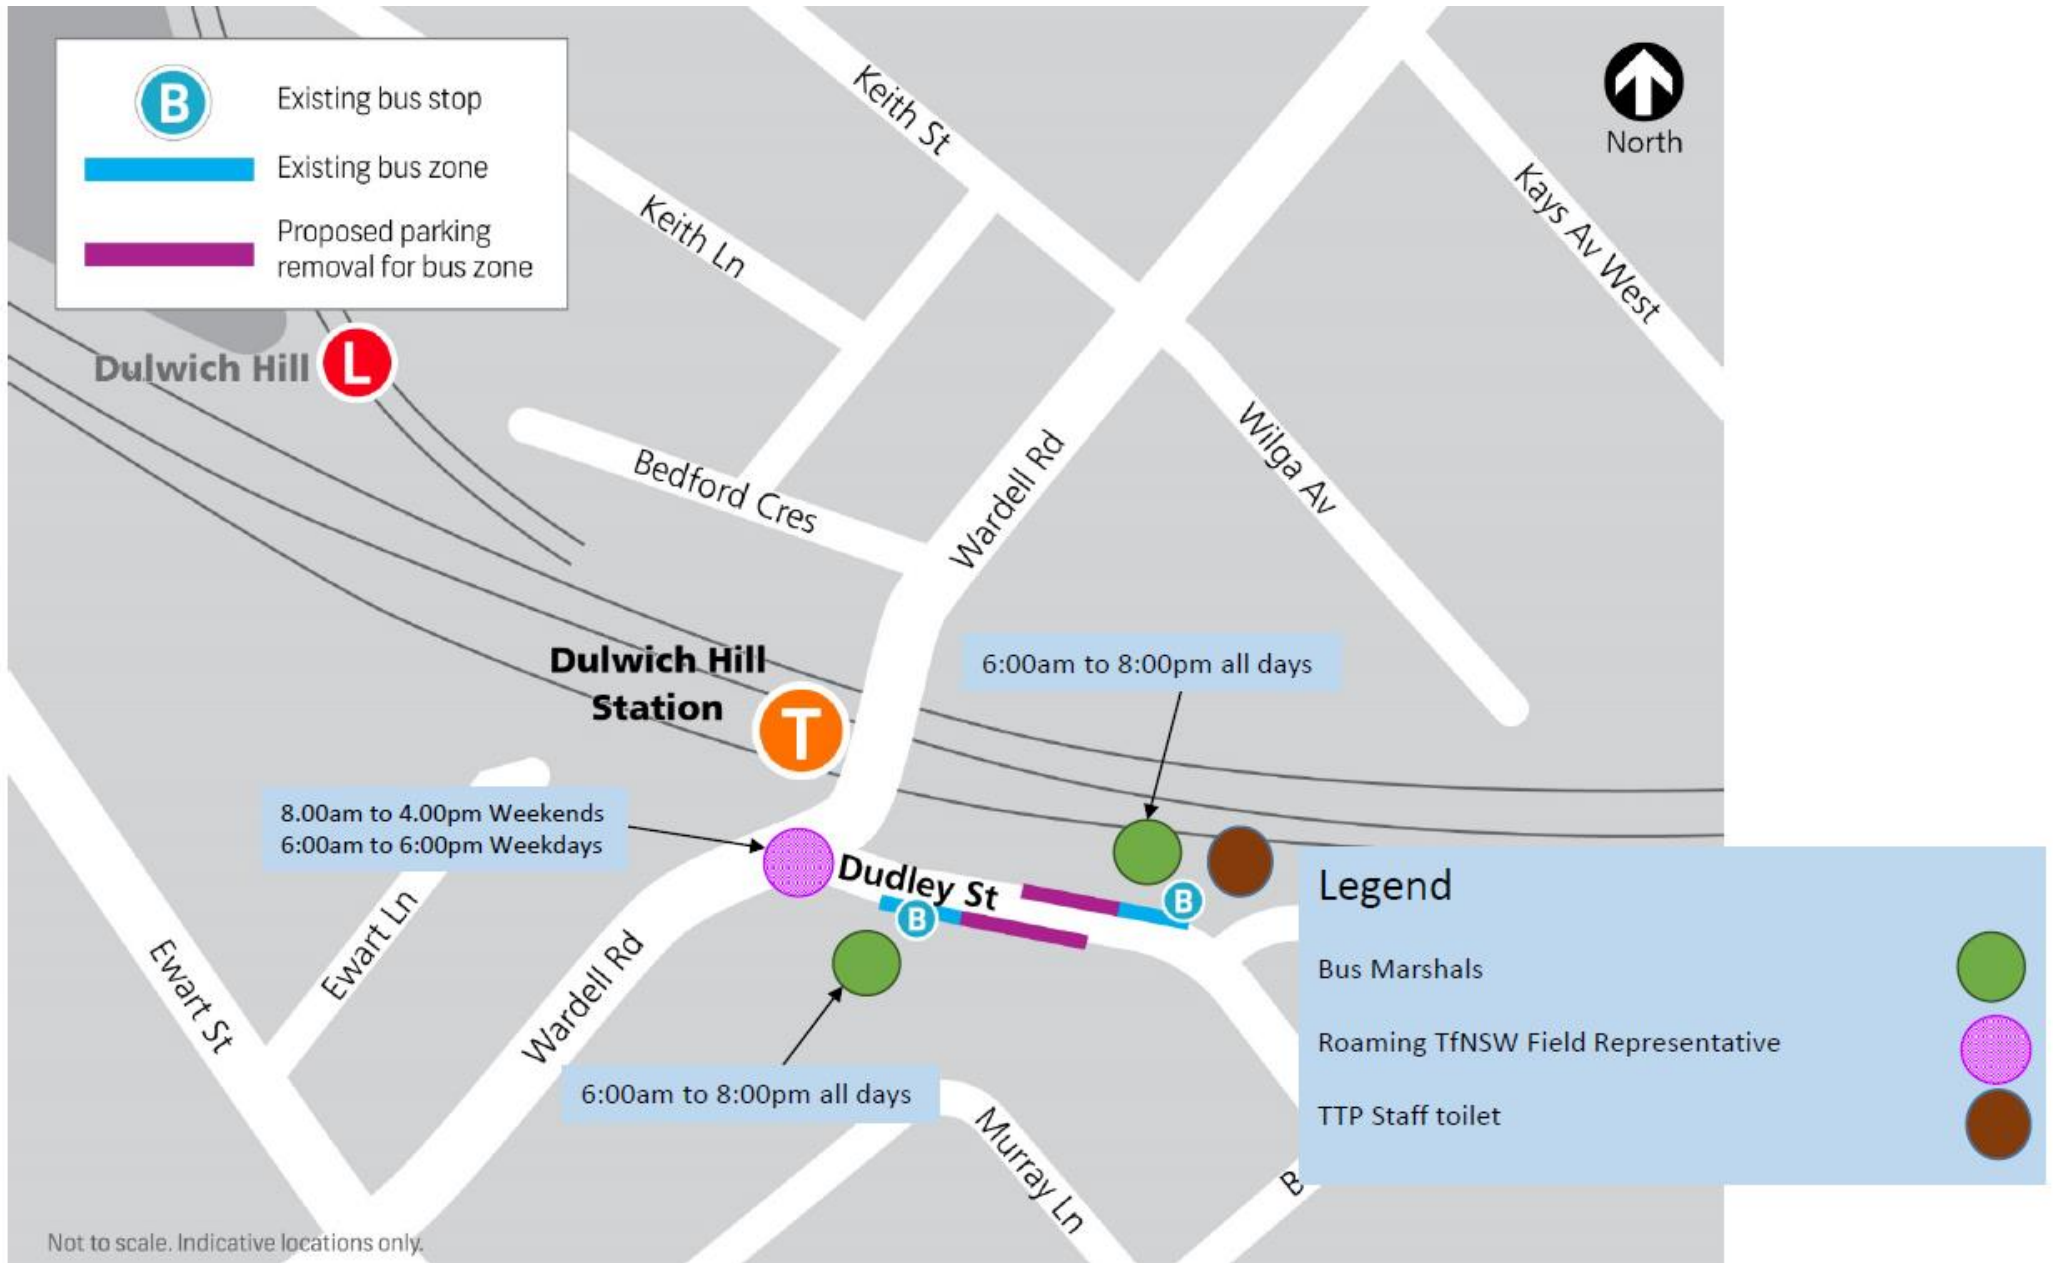 B
Existing bus stop
Existing bus zone
Proposed parking
removal for bus zone
North
Keith St
Keith Ln
Kays Av West
Dulwich Hill
L
Bedford Cres
Wardell Rd
Wilga Av
Dulwich Hill
Station
T
6:00am to 8:00pm all days
8.00am to 4.00pm Weekends
6:00am to 6:00pm Weekdays
Dudley St
B
B
Ewart Ln
Ewart St
Wardell Rd
6:00am to 8:00pm all days
Murray Ln
B
Legend
Bus Marshals
Roaming TfNSW Field Representative
TTP Staff toilet
Not to scale. Indicative locations only.